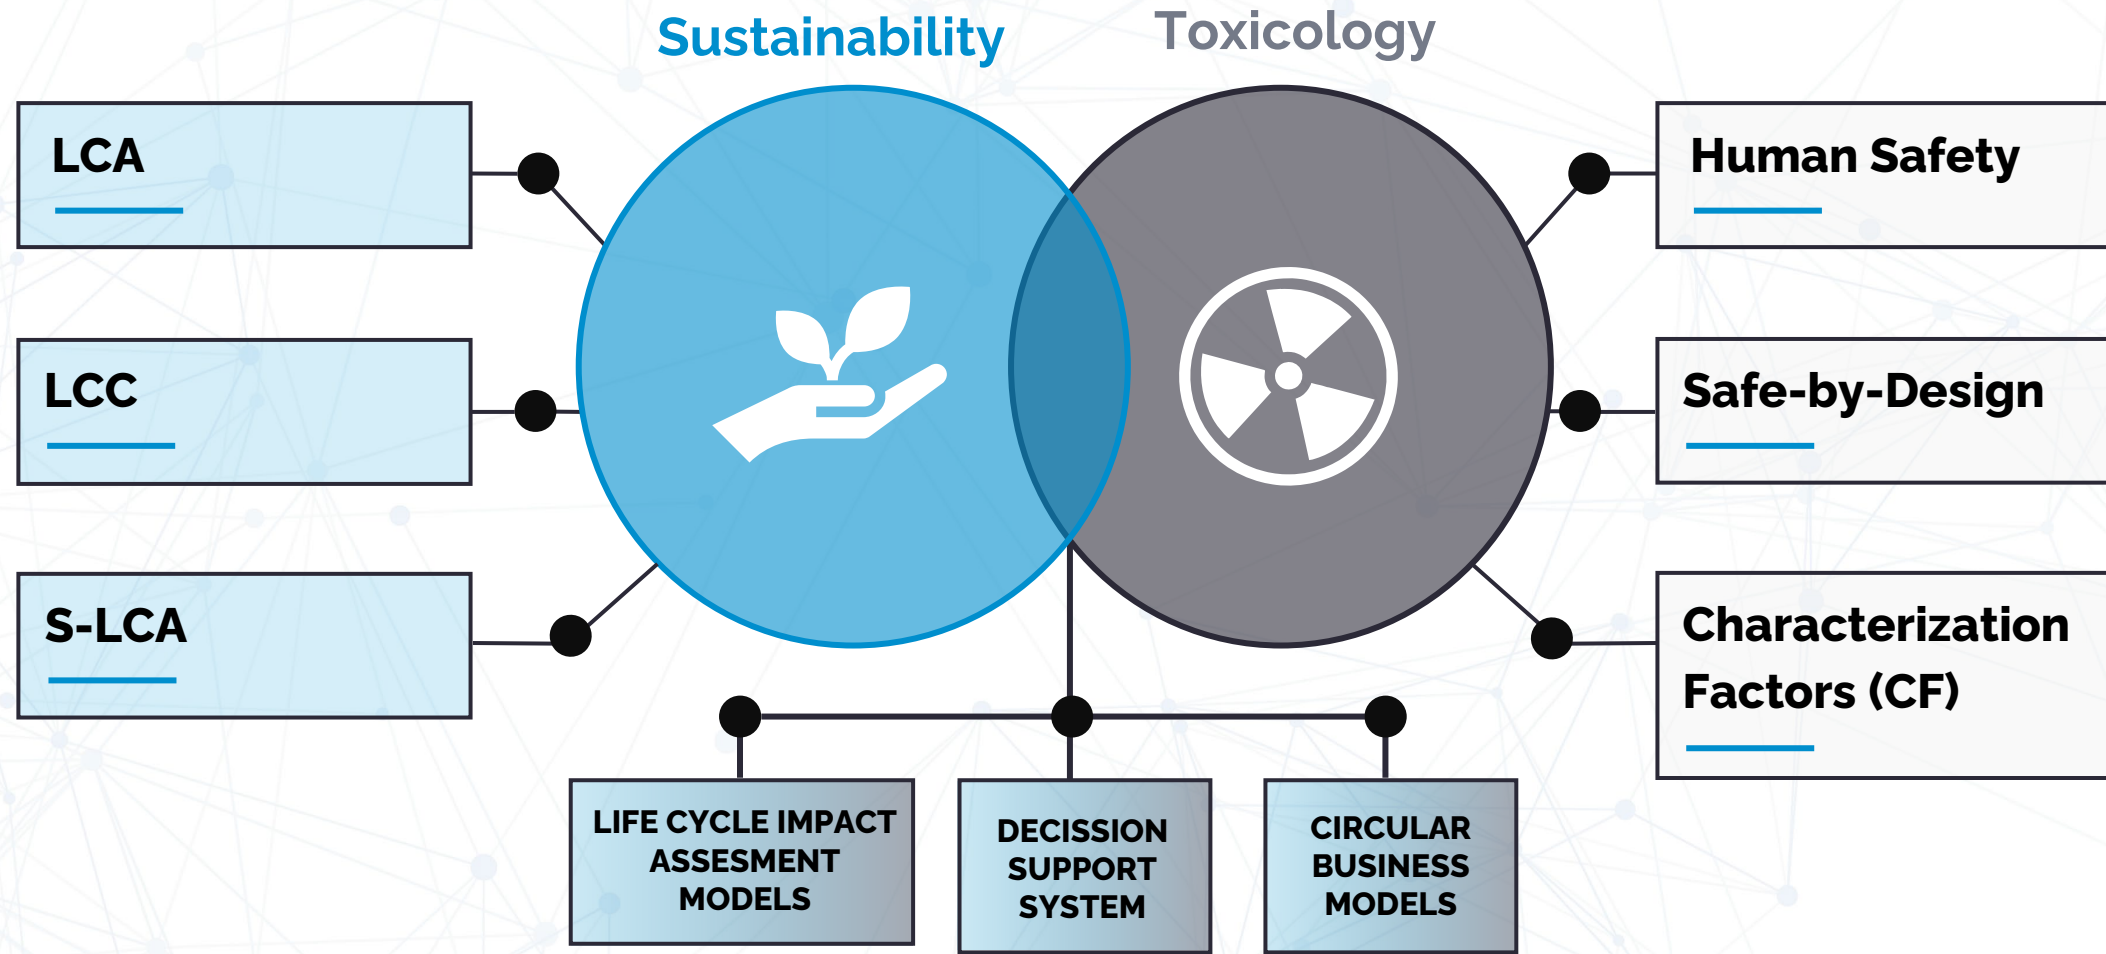 Sustainability
Toxicology
LCA
LCC
S-LCA
Human Safety
Safe-by-Design
Characterization
Factors (CF)
LIFE CYCLE IMPACT
ASSESMENT
MODELS
DECISSION
SUPPORT
SYSTEM
CIRCULAR
BUSINESS
MODELS